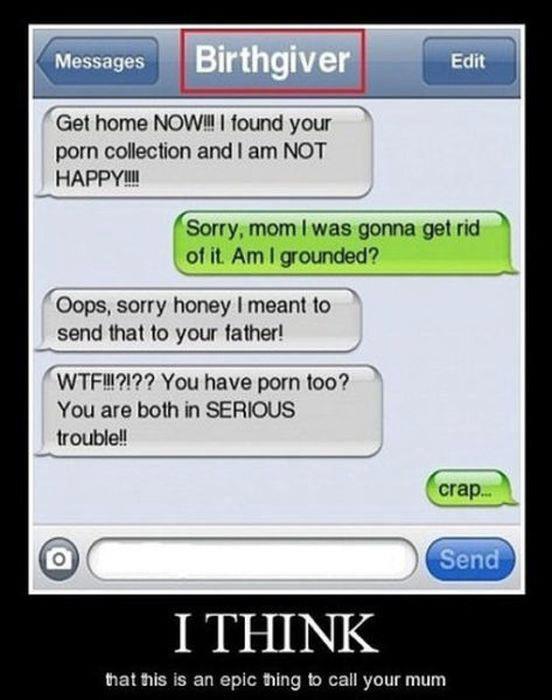 Messages
Birthgiver
Edit
Get home NOW!!! I found your
porn collection and I am NOT
HAPPY!!!!
Sorry, mom I was gonna get rid
of it. Am I grounded?
Oops, sorry honey I meant to
send that to your father!
WTF!!!?!?? You have porn too?
You are both in SERIOUS
trouble!!
crap...
Send
I THINK
that this is an epic thing to call your mum